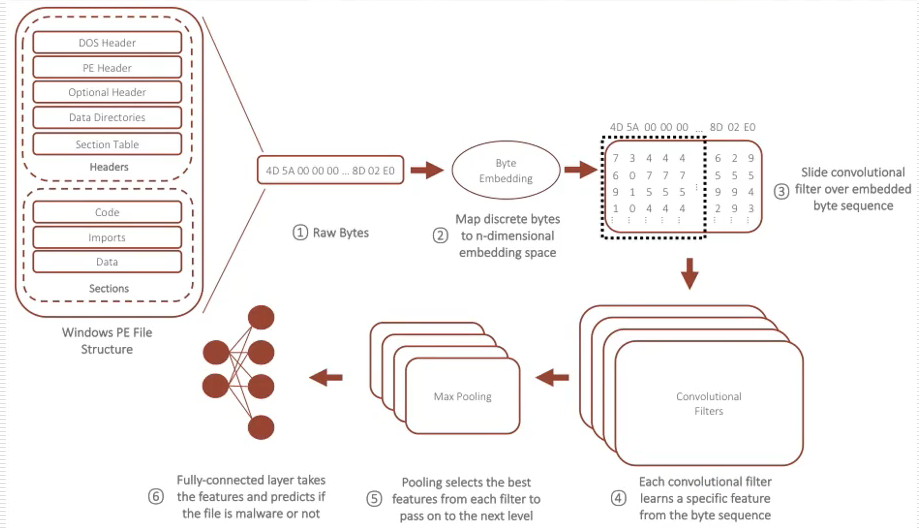 DOS Header
PE Header
Optional Header
Data Directories
Section Table
Headers
Code
Imports
Data
Sections
Windows PE File
Structure
4D 5A 00 00 00 ... 8D 02 E0
① Raw Bytes
Byte
Embedding
② Map discrete bytes
to n-dimensional
embedding space
4D 5A 00 00 00 ... 8D 02 E0
7 3 4 4 4 6 2 9
6 0 7 7 7 ... 5 5 5
9 1 5 5 5 9 9 4
1 0 4 4 4 2 9 3
... ... ... ... ... ... ... ...
③ Slide convolutional
filter over embedded
byte sequence
Convolutional
Filters
④ Each convolutional filter
learns a specific feature
from the byte sequence
Max Pooling
⑤ Pooling selects the best
features from each filter to
pass on to the next level
⑥ Fully-connected layer takes
the features and predicts if
the file is malware or not